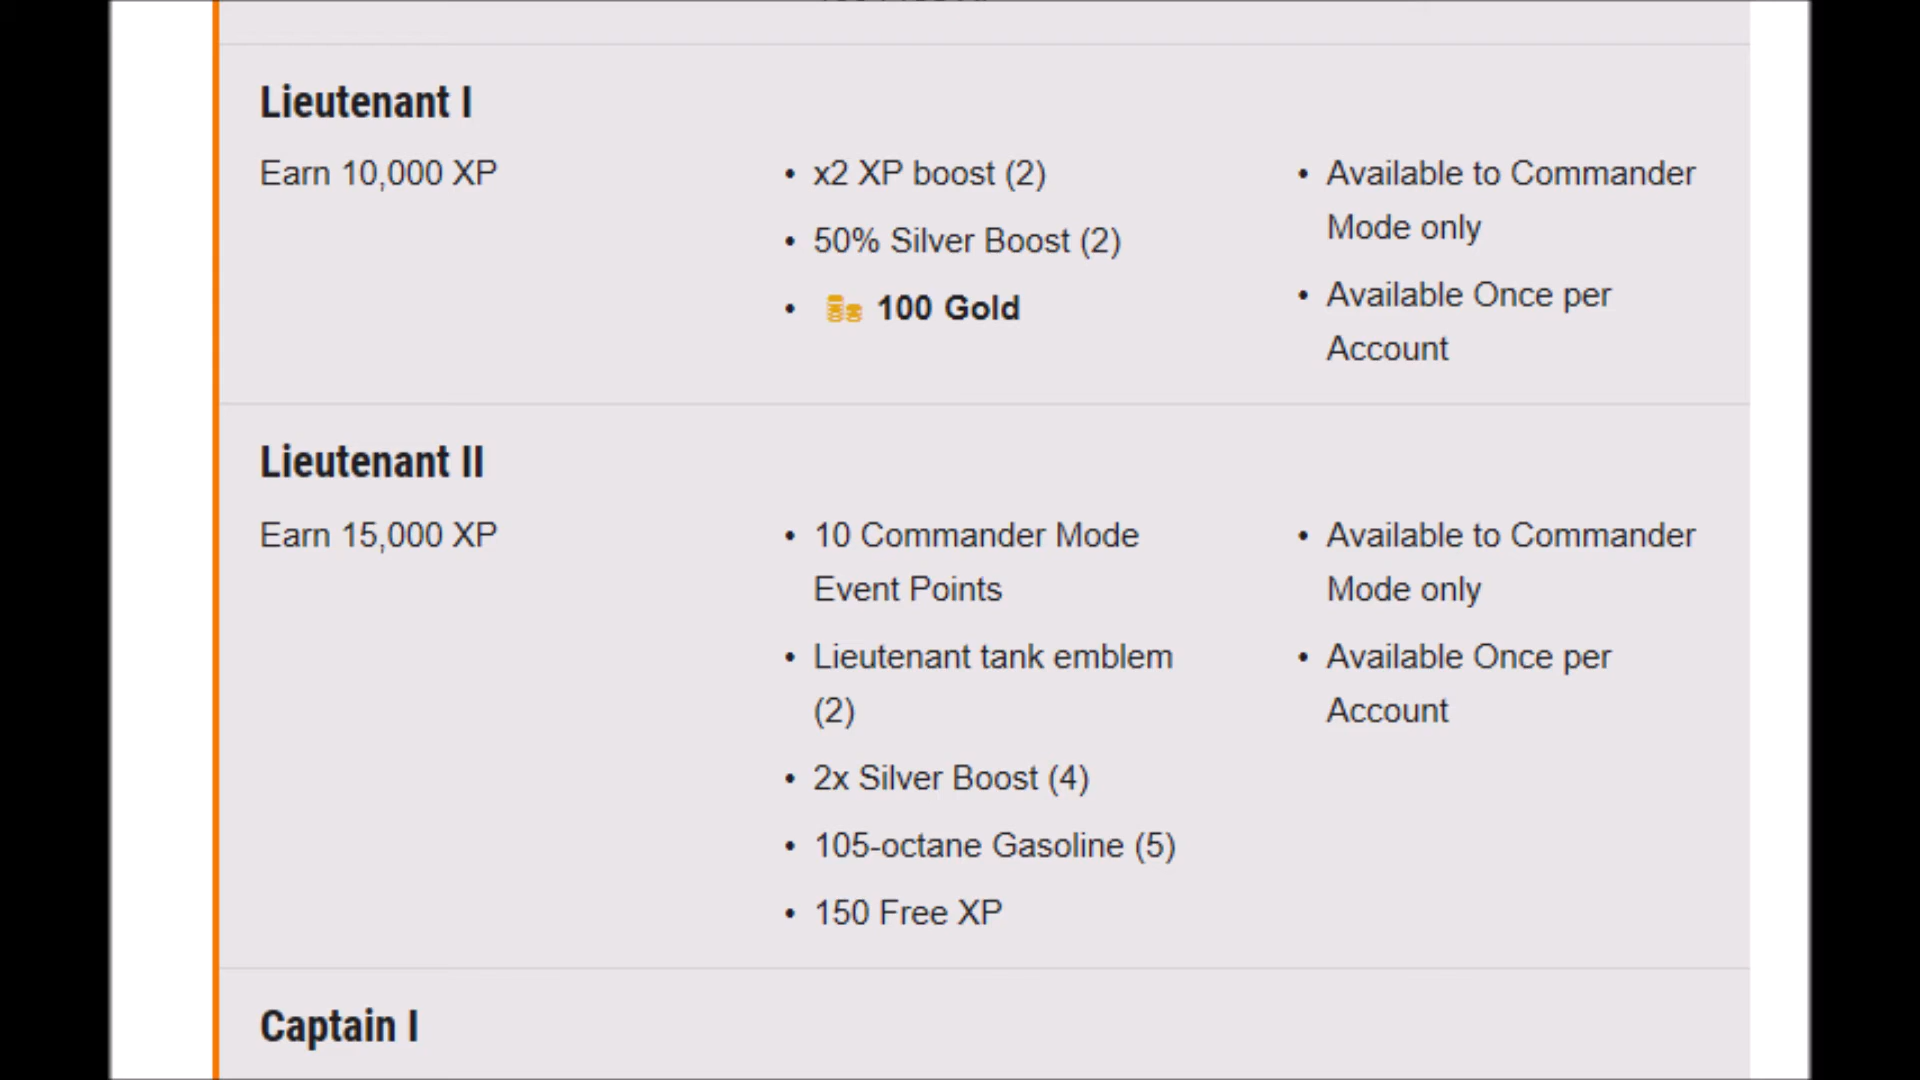 Lieutenant I
Earn 10,000 XP
• x2 XP boost (2)
• 50% Silver Boost (2)
• 100 Gold
• Available to Commander
Mode only
• Available Once per
Account
Lieutenant II
Earn 15,000 XP
• 10 Commander Mode
Event Points
• Lieutenant tank emblem
(2)
• 2x Silver Boost (4)
• 105-octane Gasoline (5)
• 150 Free XP
• Available to Commander
Mode only
• Available Once per
Account
Captain I